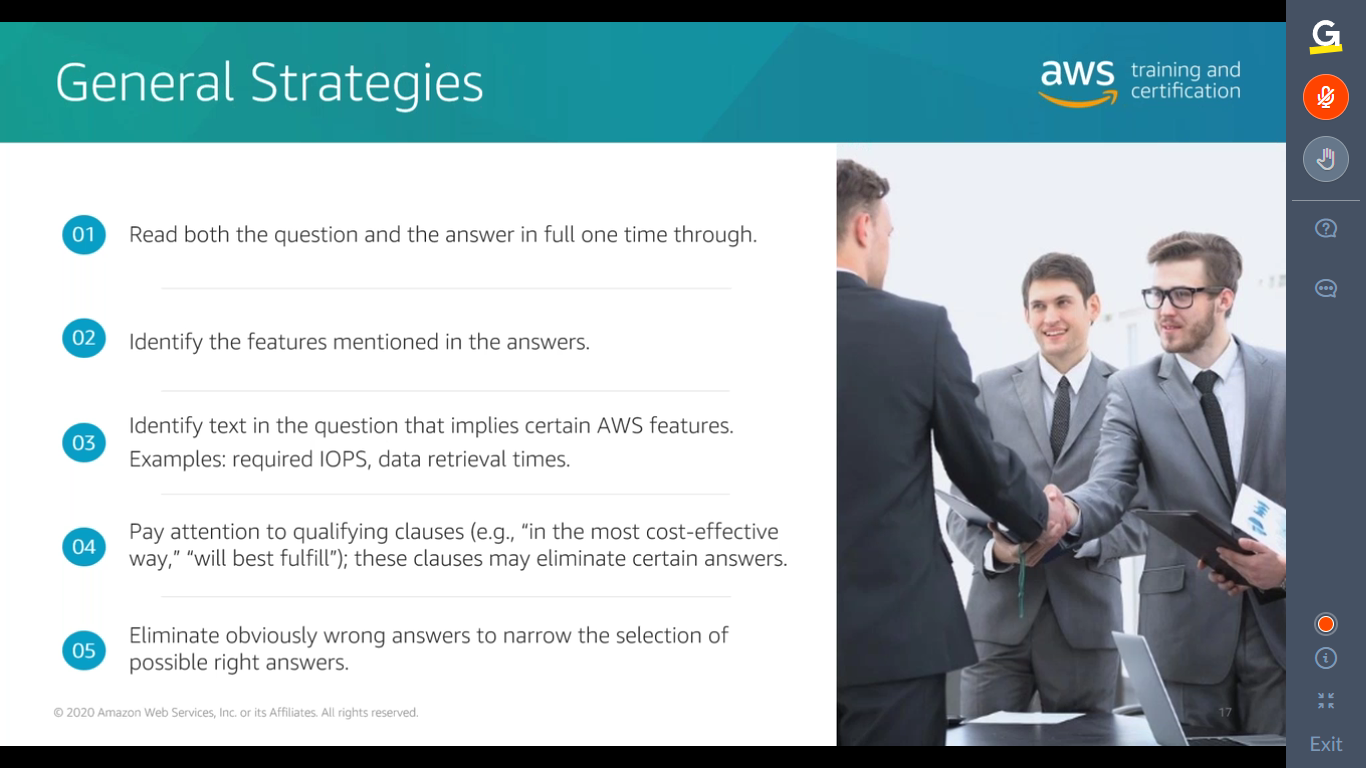 General Strategies
aws training and
certification
01 Read both the question and the answer in full one time through.
02 Identify the features mentioned in the answers.
03 Identify text in the question that implies certain AWS features.
Examples: required IOPS, data retrieval times.
04 Pay attention to qualifying clauses (e.g., “in the most cost-effective
way,” “will best fulfill”); these clauses may eliminate certain answers.
05 Eliminate obviously wrong answers to narrow the selection of
possible right answers.
© 2020 Amazon Web Services, Inc. or its Affiliates. All rights reserved.
17
G
Exit